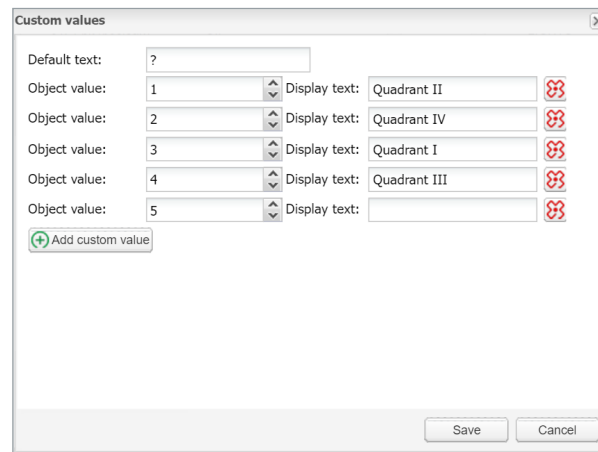 Custom values
Default text: ?
Object value: 1 Display text: Quadrant II
Object value: 2 Display text: Quadrant IV
Object value: 3 Display text: Quadrant I
Object value: 4 Display text: Quadrant III
Object value: 5 Display text:
Add custom value
Save Cancel